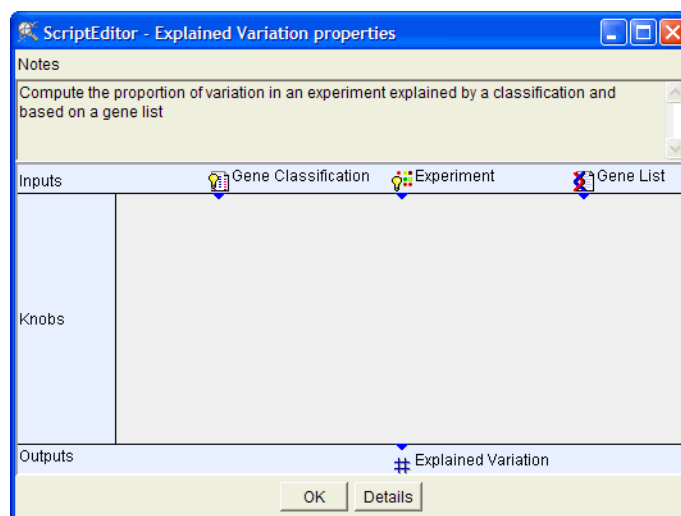 ScriptEditor - Explained Variation properties
Notes
Compute the proportion of variation in an experiment explained by a classification and
based on a gene list
Inputs Gene Classification Experiment Gene List
Knobs
Outputs Explained Variation
OK Details